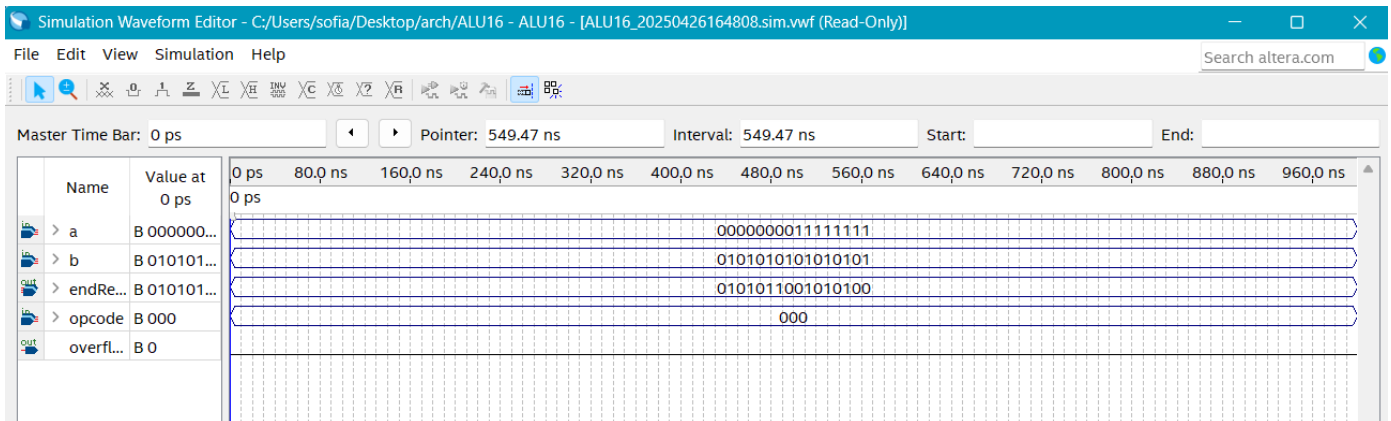 Simulation Waveform Editor - C:/Users/sofia/Desktop/arch/ALU16 - ALU16 - [ALU16_20250426164808.sim.vwf (Read-Only)]
File Edit View Simulation Help
Search altera.com
Master Time Bar: 0 ps Pointer: 549.47 ns Interval: 549.47 ns Start: End:
Name Value at 0 ps
0 ps 80.0 ns 160.0 ns 240.0 ns 320.0 ns 400.0 ns 480.0 ns 560.0 ns 640.0 ns 720.0 ns 800.0 ns 880.0 ns 960.0 ns
0 ps
a B 000000... 0000000011111111
b B 010101... 0101010101010101
endRe... B 010101... 0101011001010100
opcode B 000 000
overfl... B 0